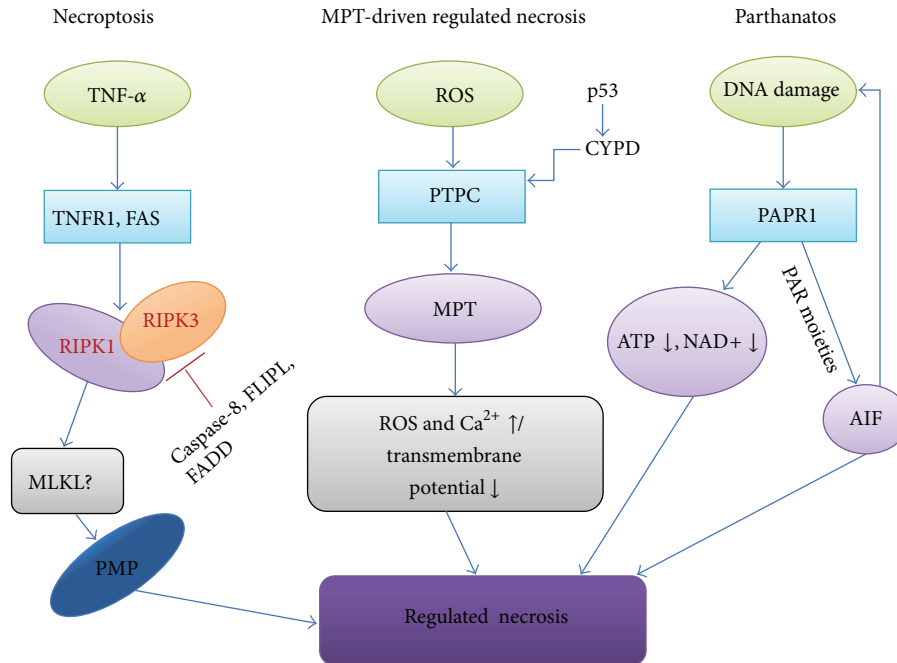 Necroptosis
MPT-driven regulated necrosis
Parthanatos
TNF-α
TNFR1, FAS
RIPK1
RIPK3
Caspase-8, FLIPL,
FADD
MLKL?
PMP
ROS
p53
CYPD
PTPC
MPT
ROS and Ca²⁺ ↑/
transmembrane
potential ↓
DNA damage
PAPR1
PAR moieties
ATP ↓, NAD+ ↓
AIF
Regulated necrosis